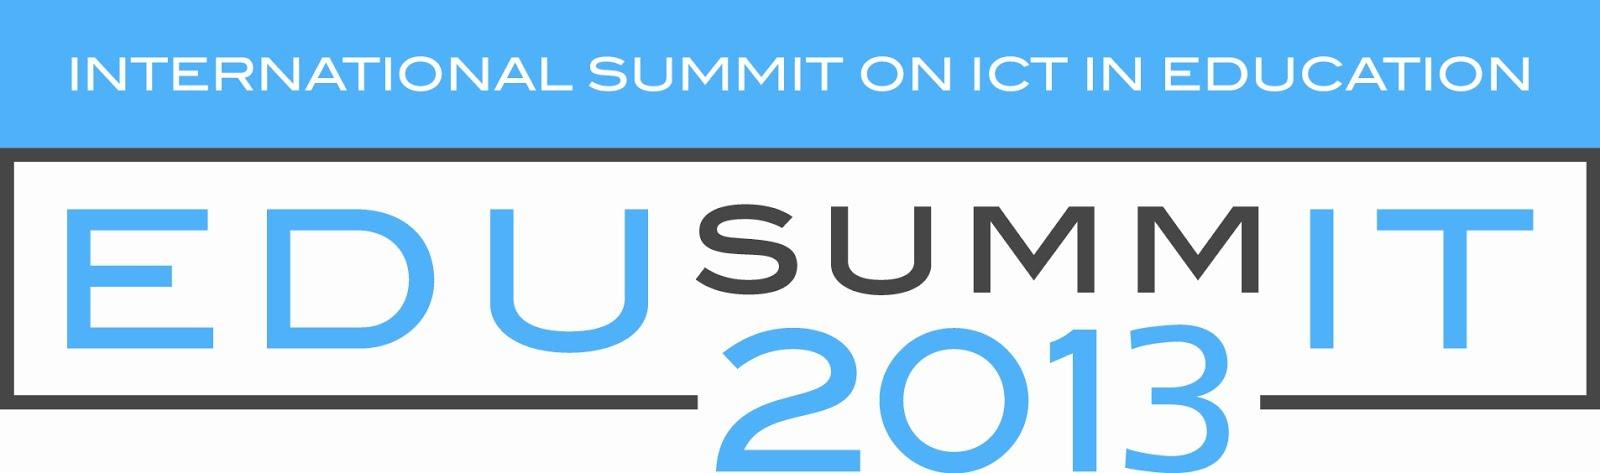 INTERNATIONAL SUMMIT ON ICT IN EDUCATION
EDUSUMMIT
2013